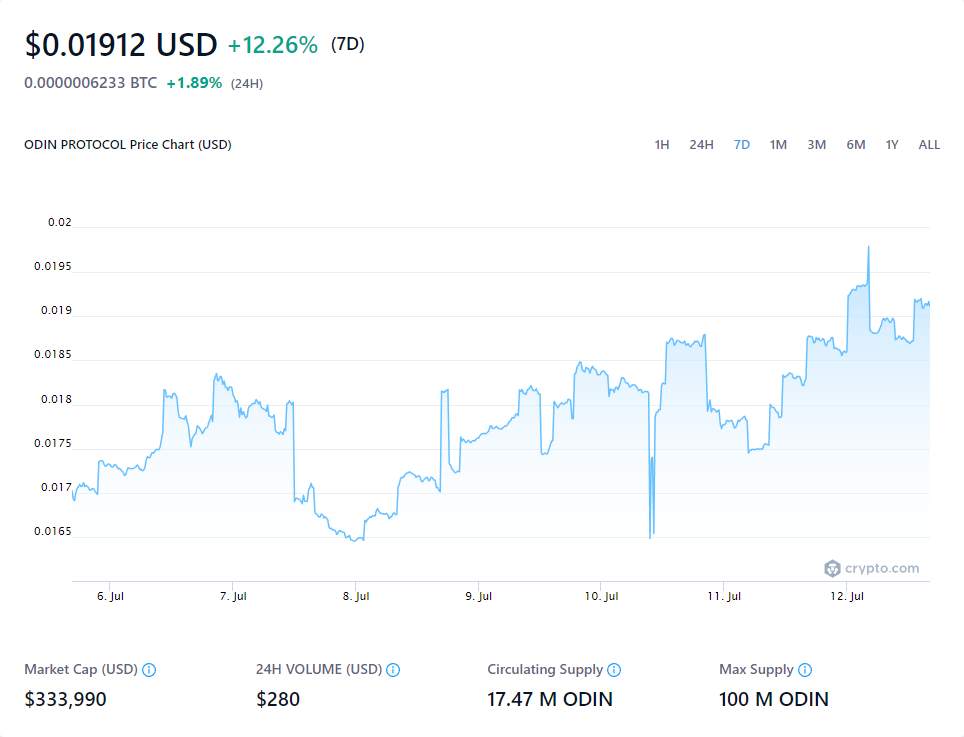 $0.01912 USD +12.26% (7D)
0.0000006233 BTC +1.89% (24H)
ODIN PROTOCOL Price Chart (USD)
1H 24H 7D 1M 3M 6M 1Y ALL
0.02
0.0195
0.019
0.0185
0.018
0.0175
0.017
0.0165
crypto.com
6. Jul 7. Jul 8. Jul 9. Jul 10. Jul 11. Jul 12. Jul
Market Cap (USD) 24H VOLUME (USD) Circulating Supply Max Supply
$333,990 $280 17.47 M ODIN 100 M ODIN